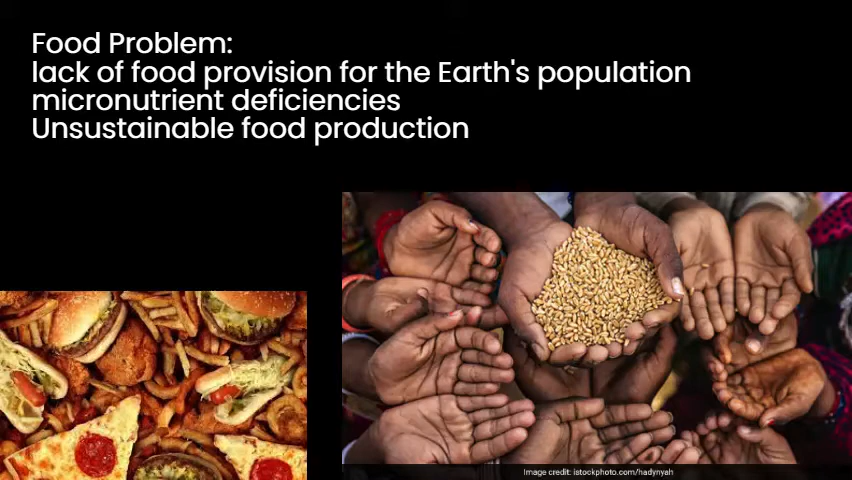 Food Problem:
lack of food provision for the Earth's population
micronutrient deficiencies
Unsustainable food production
Image credit: istockphoto.com/hadynyah